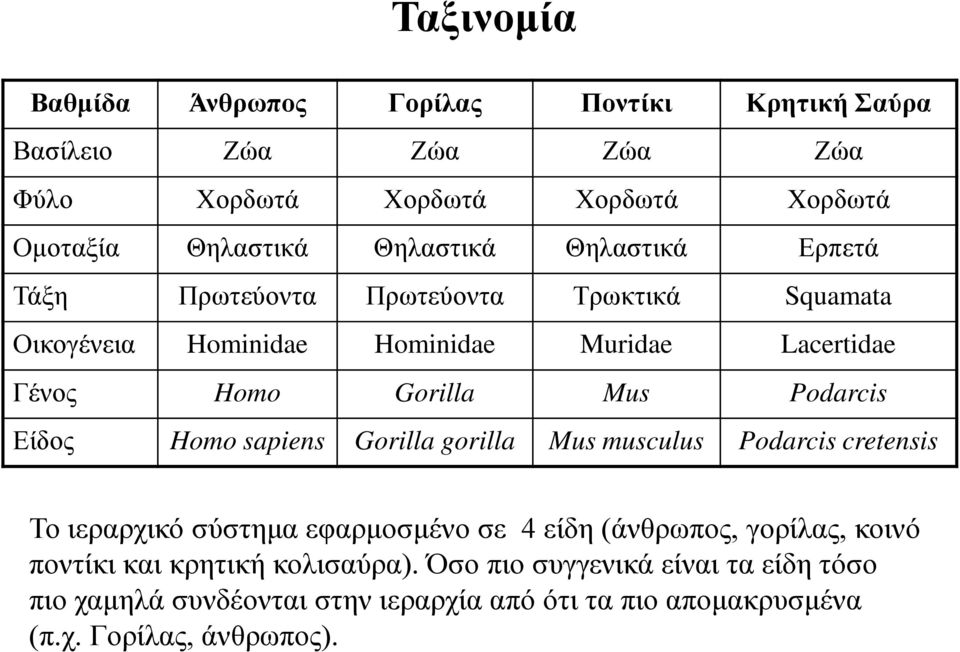 Ταξινομία
Βαθμίδα Άνθρωπος Γορίλας Ποντίκι Κρητική Σαύρα
Βασίλειο Ζώα Ζώα Ζώα Ζώα
Φύλο Χορδωτά Χορδωτά Χορδωτά Χορδωτά
Ομοταξία Θηλαστικά Θηλαστικά Θηλαστικά Ερπετά
Τάξη Πρωτεύοντα Πρωτεύοντα Τρωκτικά Squamata
Οικογένεια Hominidae Hominidae Muridae Lacertidae
Γένος Homo Gorilla Mus Podarcis
Είδος Homo sapiens Gorilla gorilla Mus musculus Podarcis cretensis
Το ιεραρχικό σύστημα εφαρμοσμένο σε 4 είδη (άνθρωπος, γορίλας, κοινό
ποντίκι και κρητική κολισαύρα). Όσο πιο συγγενικά είναι τα είδη τόσο
πιο χαμηλά συνδέονται στην ιεραρχία από ότι τα πιο απομακρυσμένα
(π.χ. Γορίλας, άνθρωπος).